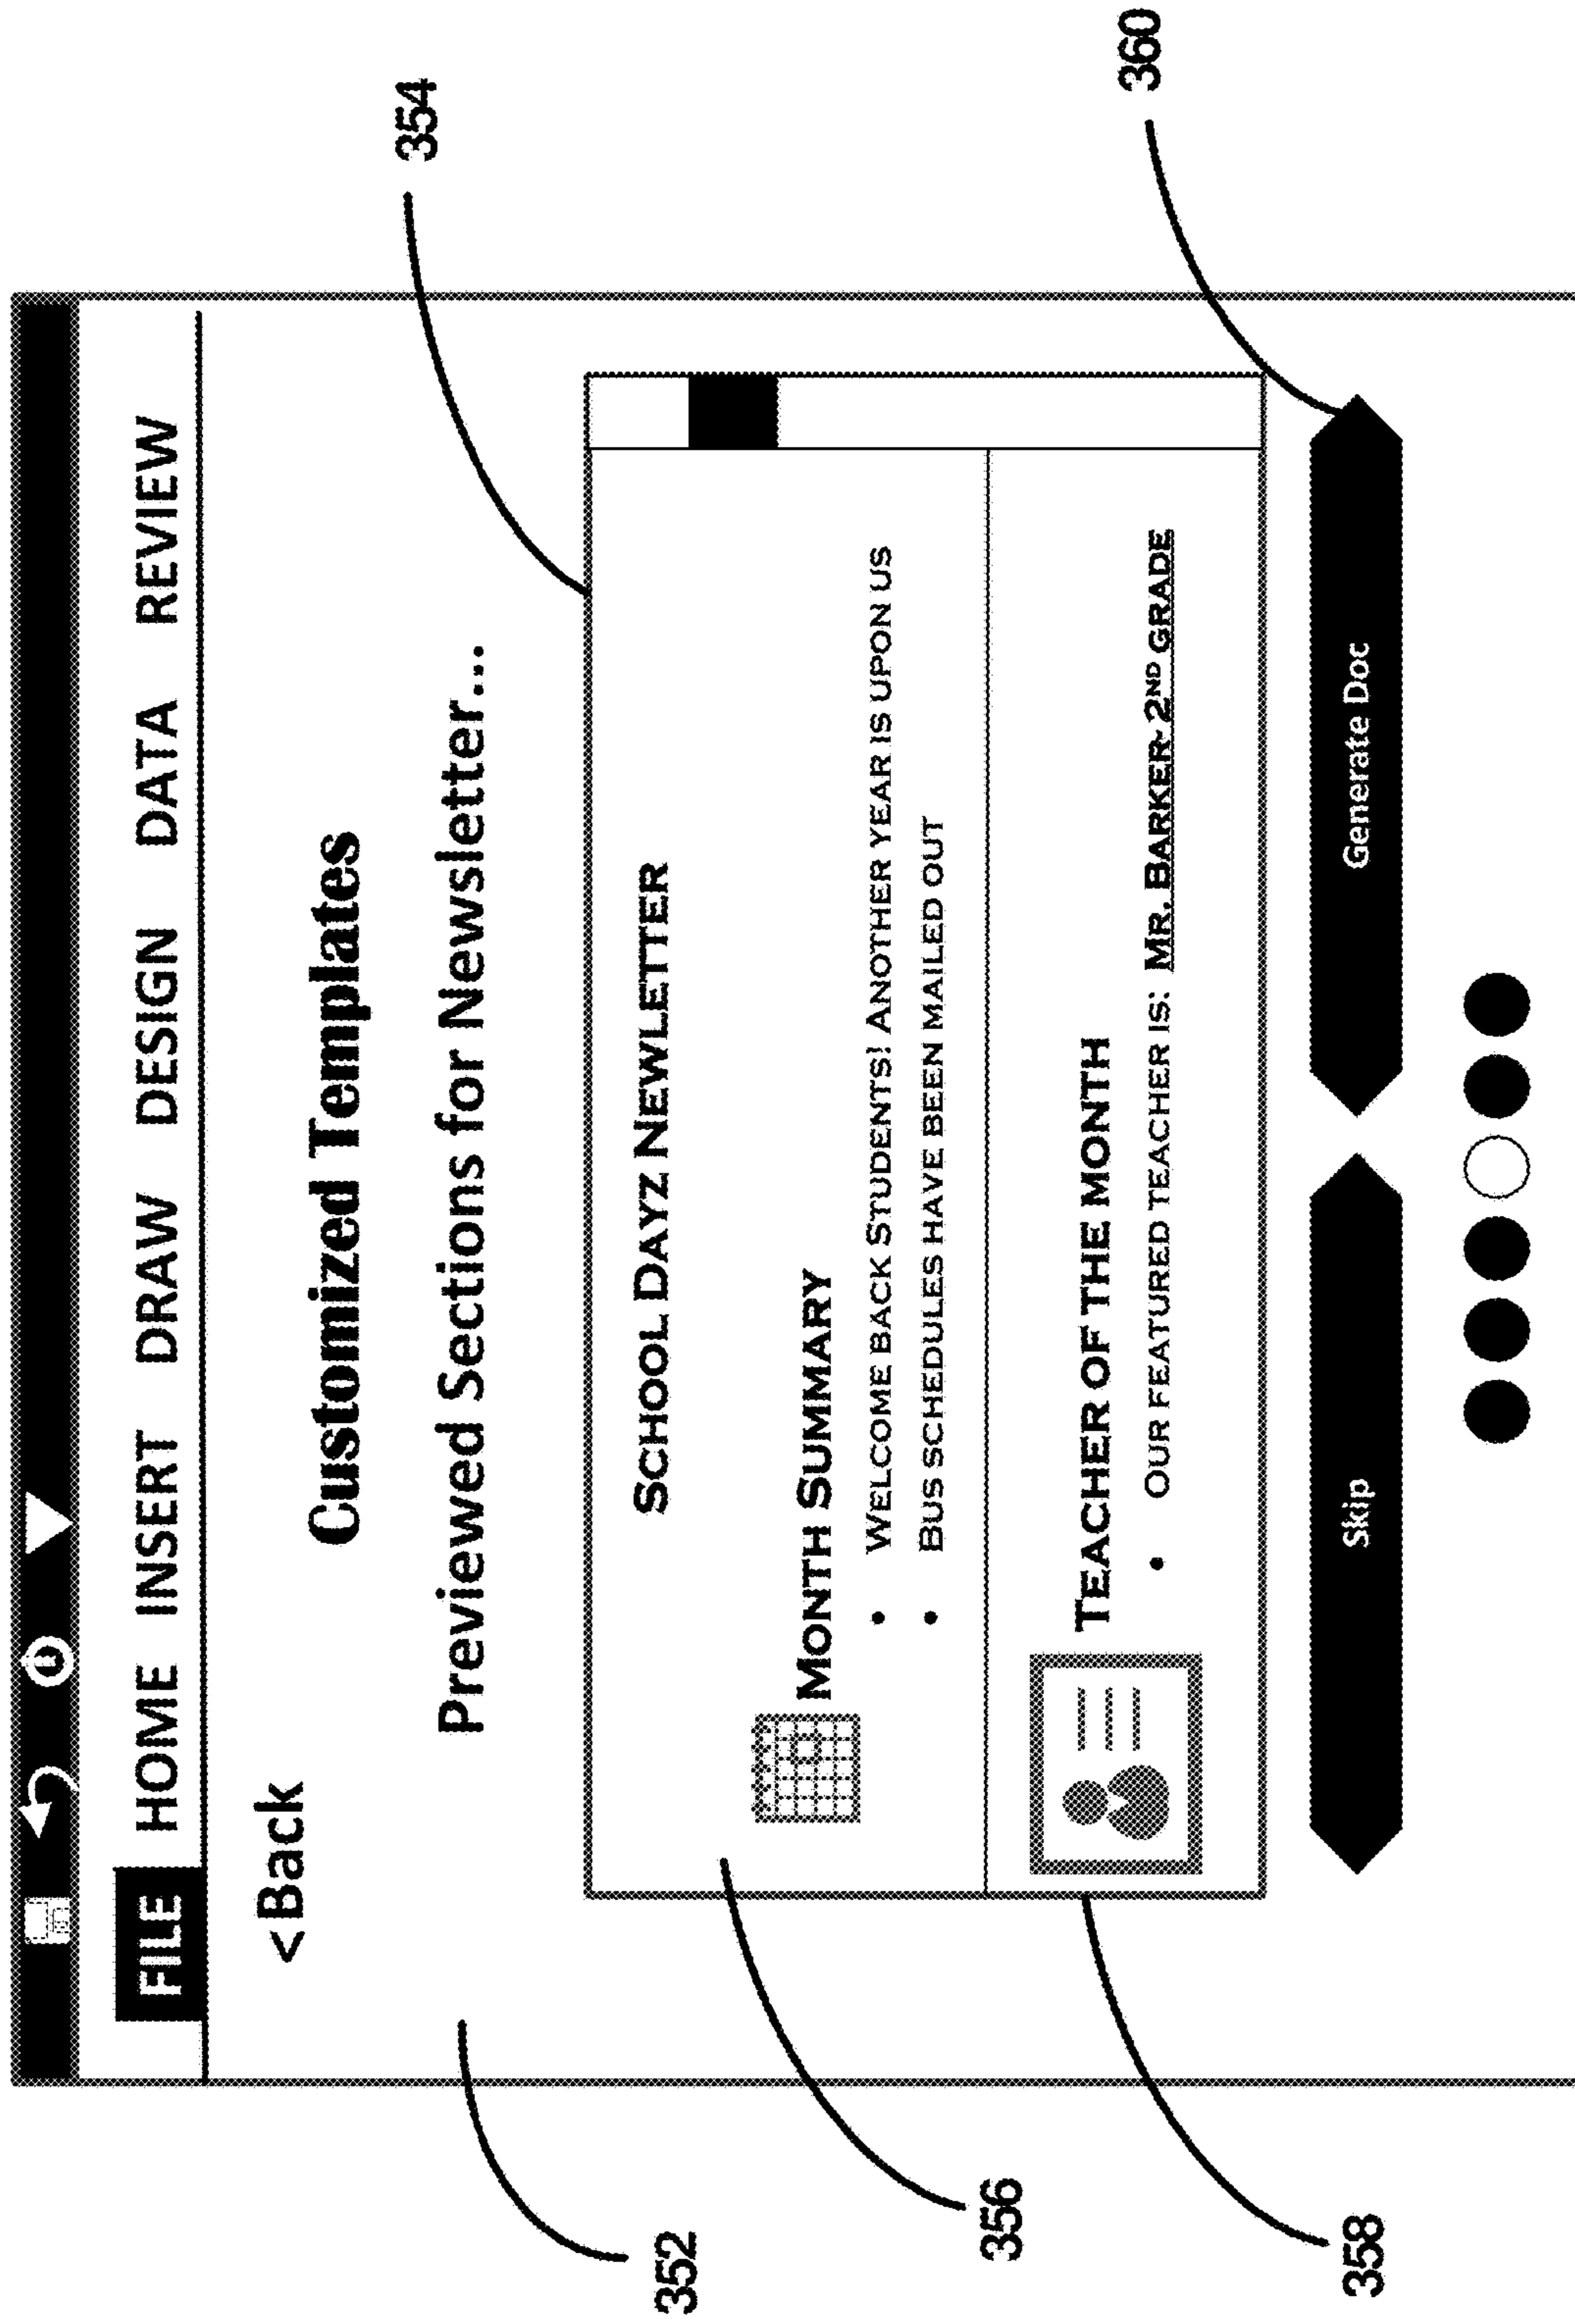 FILE HOME INSERT DRAW DESIGN DATA REVIEW
<Back
Customized Templates
Previewed Sections for Newsletter...
354
352
SCHOOL DAYZ NEWLETTER
MONTH SUMMARY
• WELCOME BACK STUDENTS! ANOTHER YEAR IS UPON US
• BUS SCHEDULES HAVE BEEN MAILED OUT
356
TEACHER OF THE MONTH
• OUR FEATURED TEACHER IS: MR. BARKER-2ND GRADE
358
360
Skip
Generate Doc